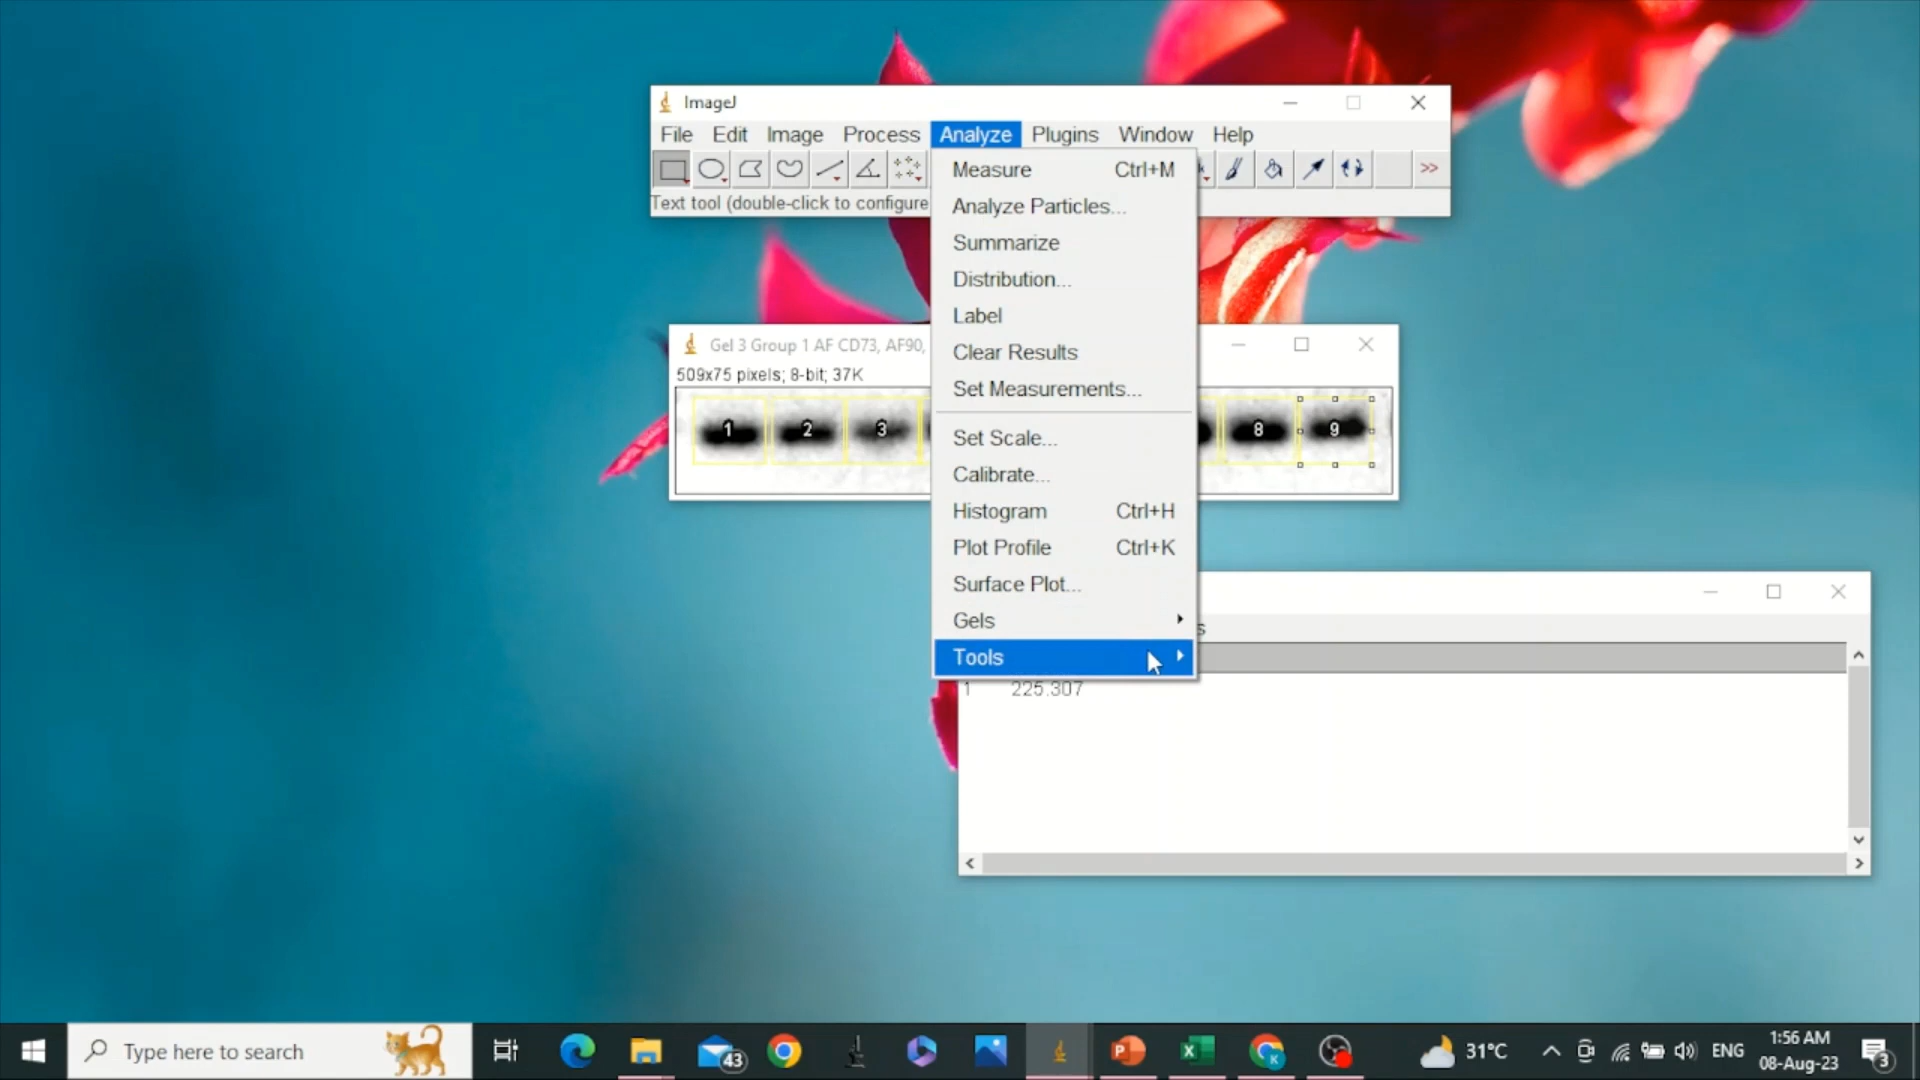 ImageJ
File Edit Image Process Analyze Plugins Window Help
Text tool (double-click to configure
Measure Ctrl+M
Analyze Particles...
Summarize
Distribution...
Label
Clear Results
Set Measurements...
Set Scale...
Calibrate...
Histogram Ctrl+H
Plot Profile Ctrl+K
Surface Plot...
Gels
Tools
Gel 3 Group 1 AF CD73, AF90,
509x75 pixels; 8-bit; 37K
1 2 3 8 9
s
1 225.307
Type here to search
43
31°C
ENG
1:56 AM
08-Aug-23
3